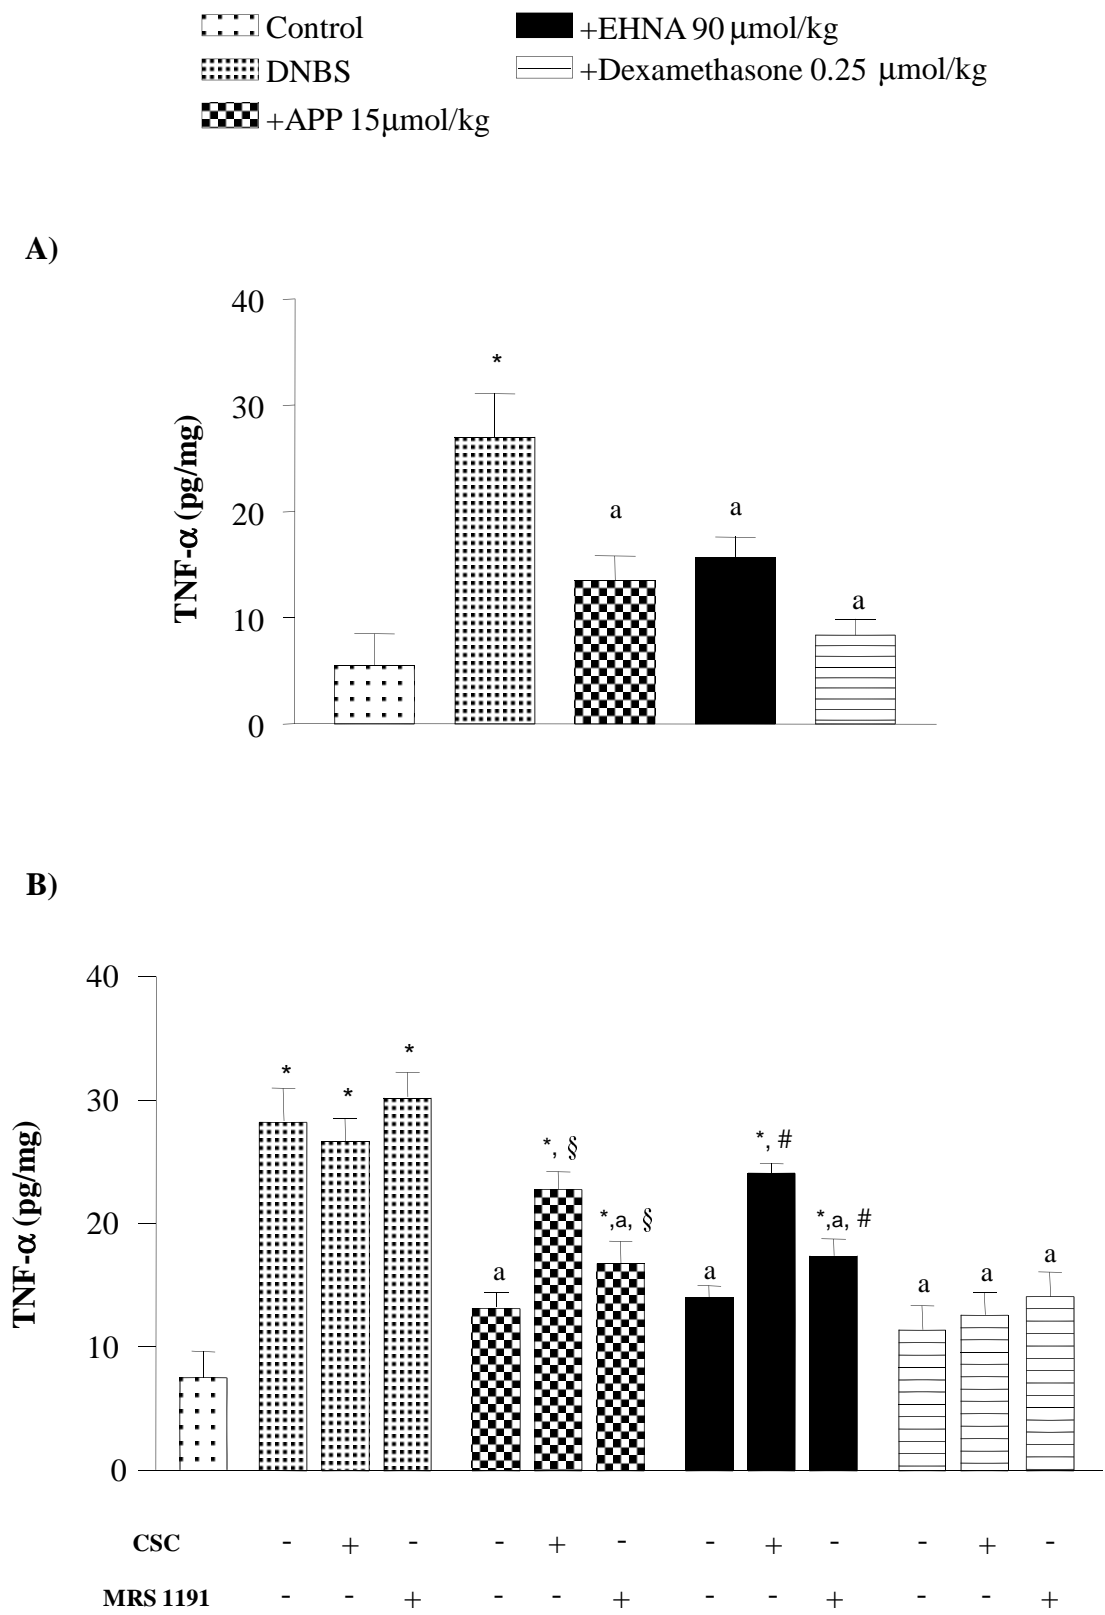 Control +EHNA 90 μmol/kg
DNBS +Dexamethasone 0.25 μmol/kg
+APP 15μmol/kg
A)
TNF-α (pg/mg)
40
30
20
10
0
*
a
a
a
B)
TNF-α (pg/mg)
40
30
20
10
0
*
*
*
a
*, §
*,a, §
a
*, #
*,a, #
a
a
a
CSC - + - - + - - + - - + -
MRS 1191 - - + - - + - - + - - +